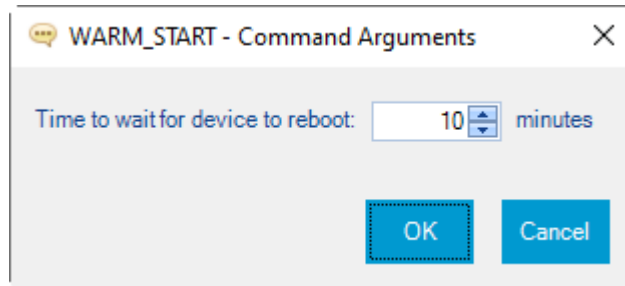 WARM_START - Command Arguments
Time to wait for device to reboot: 10 minutes
OK Cancel